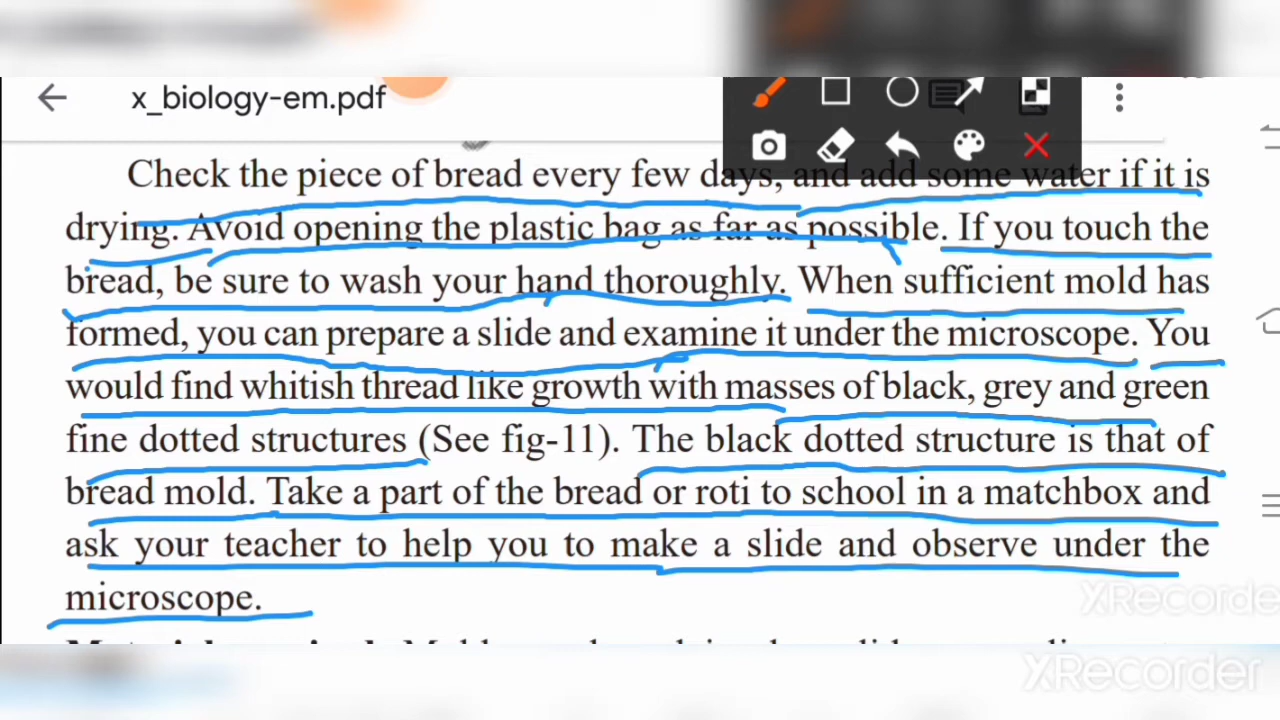 x_biology-em.pdf
Check the piece of bread every few days, and add some water if it is
drying. Avoid opening the plastic bag as far as possible. If you touch the
bread, be sure to wash your hand thoroughly. When sufficient mold has
formed, you can prepare a slide and examine it under the microscope. You
would find whitish thread like growth with masses of black, grey and green
fine dotted structures (See fig-11). The black dotted structure is that of
bread mold. Take a part of the bread or roti to school in a matchbox and
ask your teacher to help you to make a slide and observe under the
microscope.
XRecorder
XRecorder